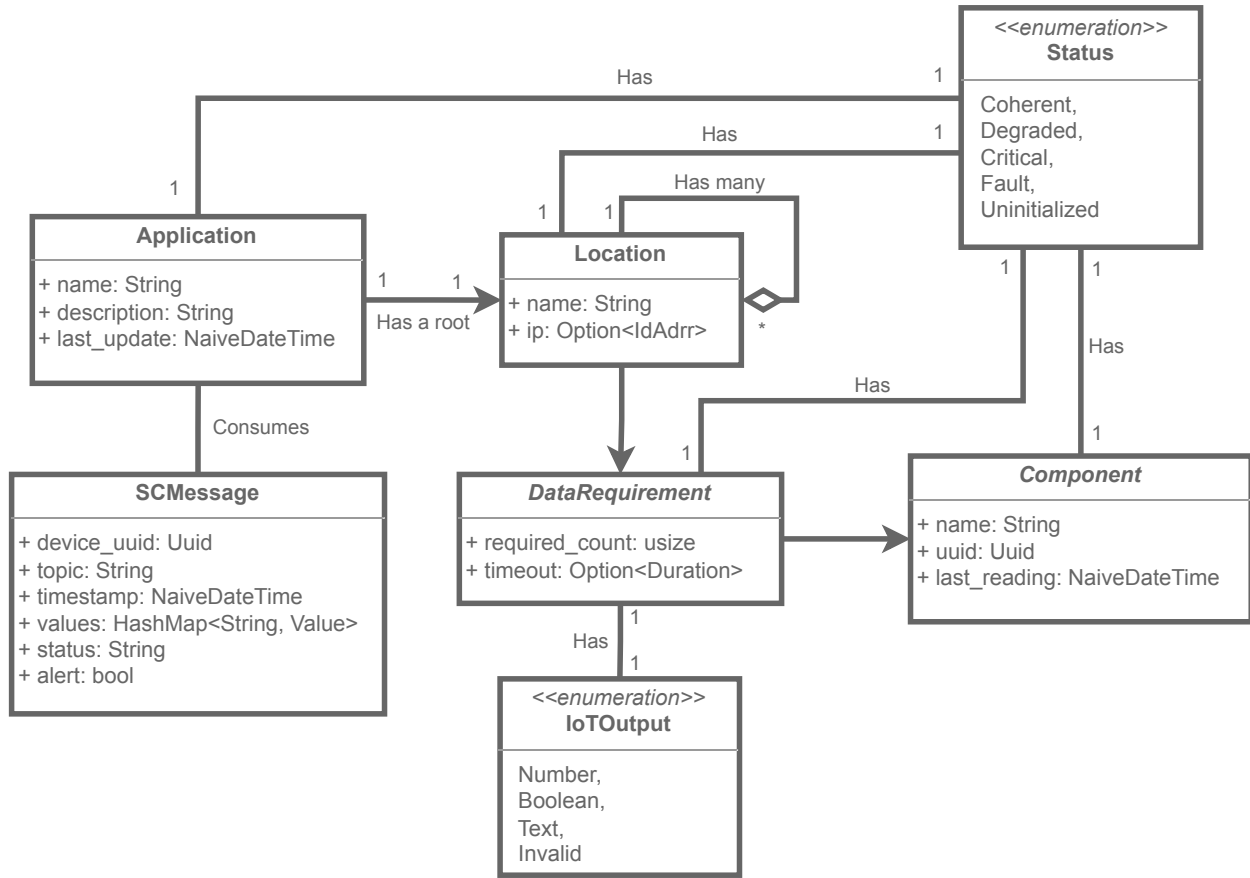 <<enumeration>>
Status
Coherent,
Degraded,
Critical,
Fault,
Uninitialized
Has
1
1
Has
1
1
Has many
1
*
Application
+ name: String
+ description: String
+ last_update: NaiveDateTime
1
1
Has a root
Location
+ name: String
+ ip: Option<IdAdrr>
1
Has
1
1
Has
1
Consumes
SCMessage
+ device_uuid: Uuid
+ topic: String
+ timestamp: NaiveDateTime
+ values: HashMap<String, Value>
+ status: String
+ alert: bool
DataRequirement
+ required_count: usize
+ timeout: Option<Duration>
Component
+ name: String
+ uuid: Uuid
+ last_reading: NaiveDateTime
1
Has
1
<<enumeration>>
IoTOutput
Number,
Boolean,
Text,
Invalid